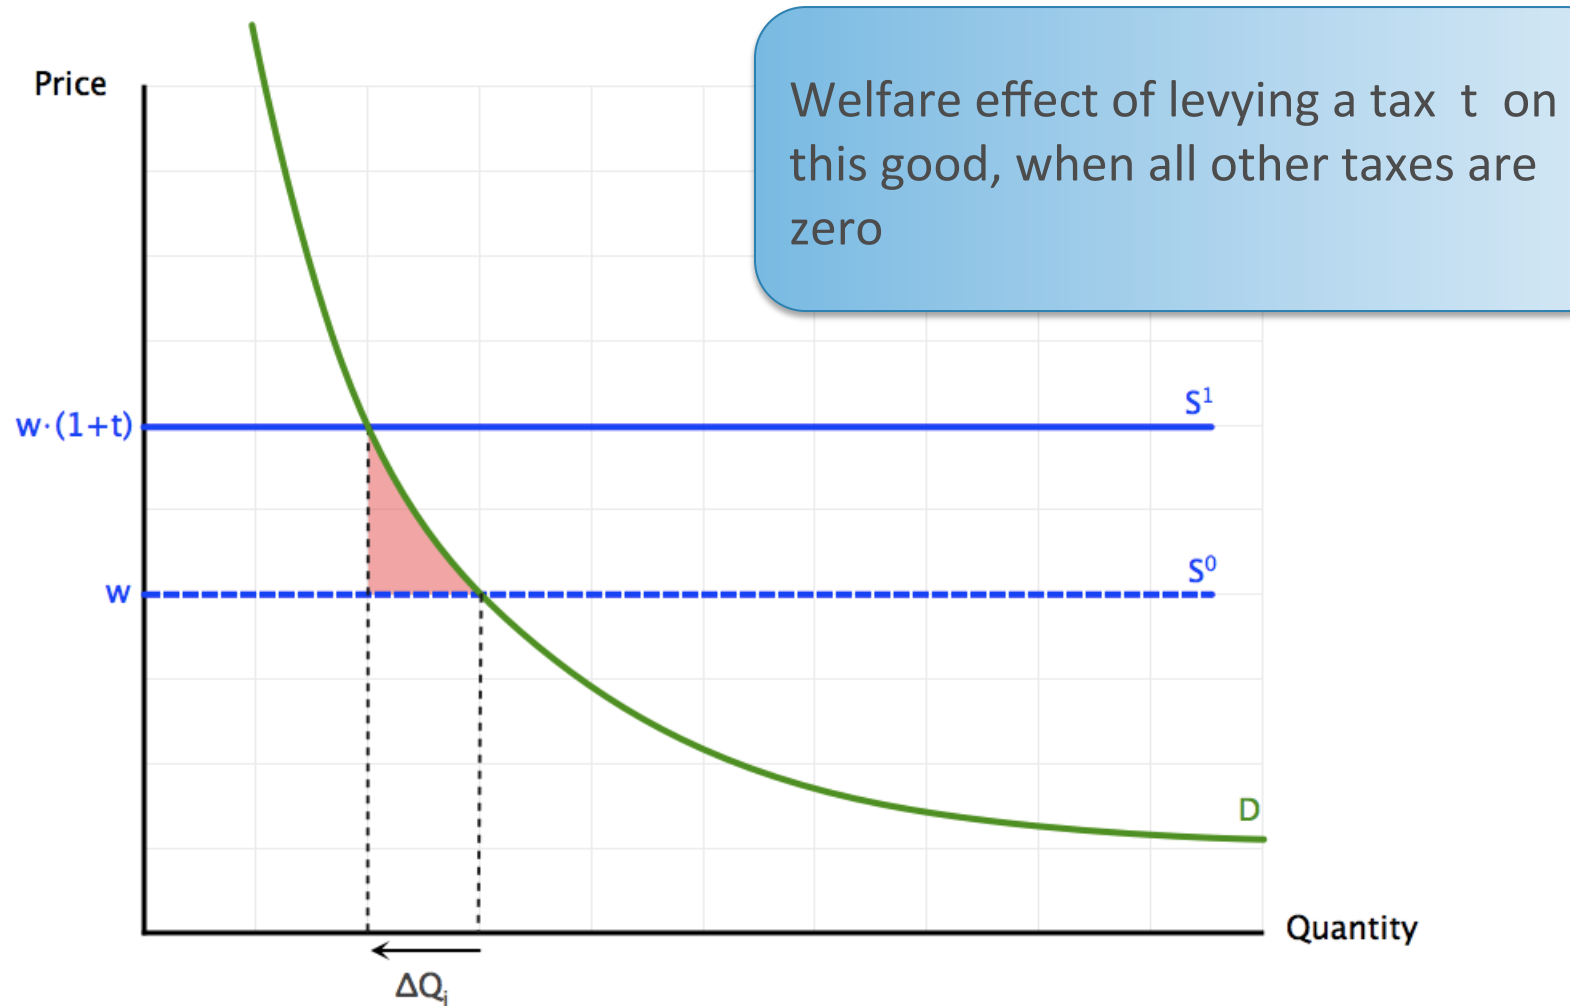 Welfare effect of levying a tax t on
this good, when all other taxes are
zero
Price
S¹
w·(1+t)
S⁰
w
D
Quantity
ΔQᵢ